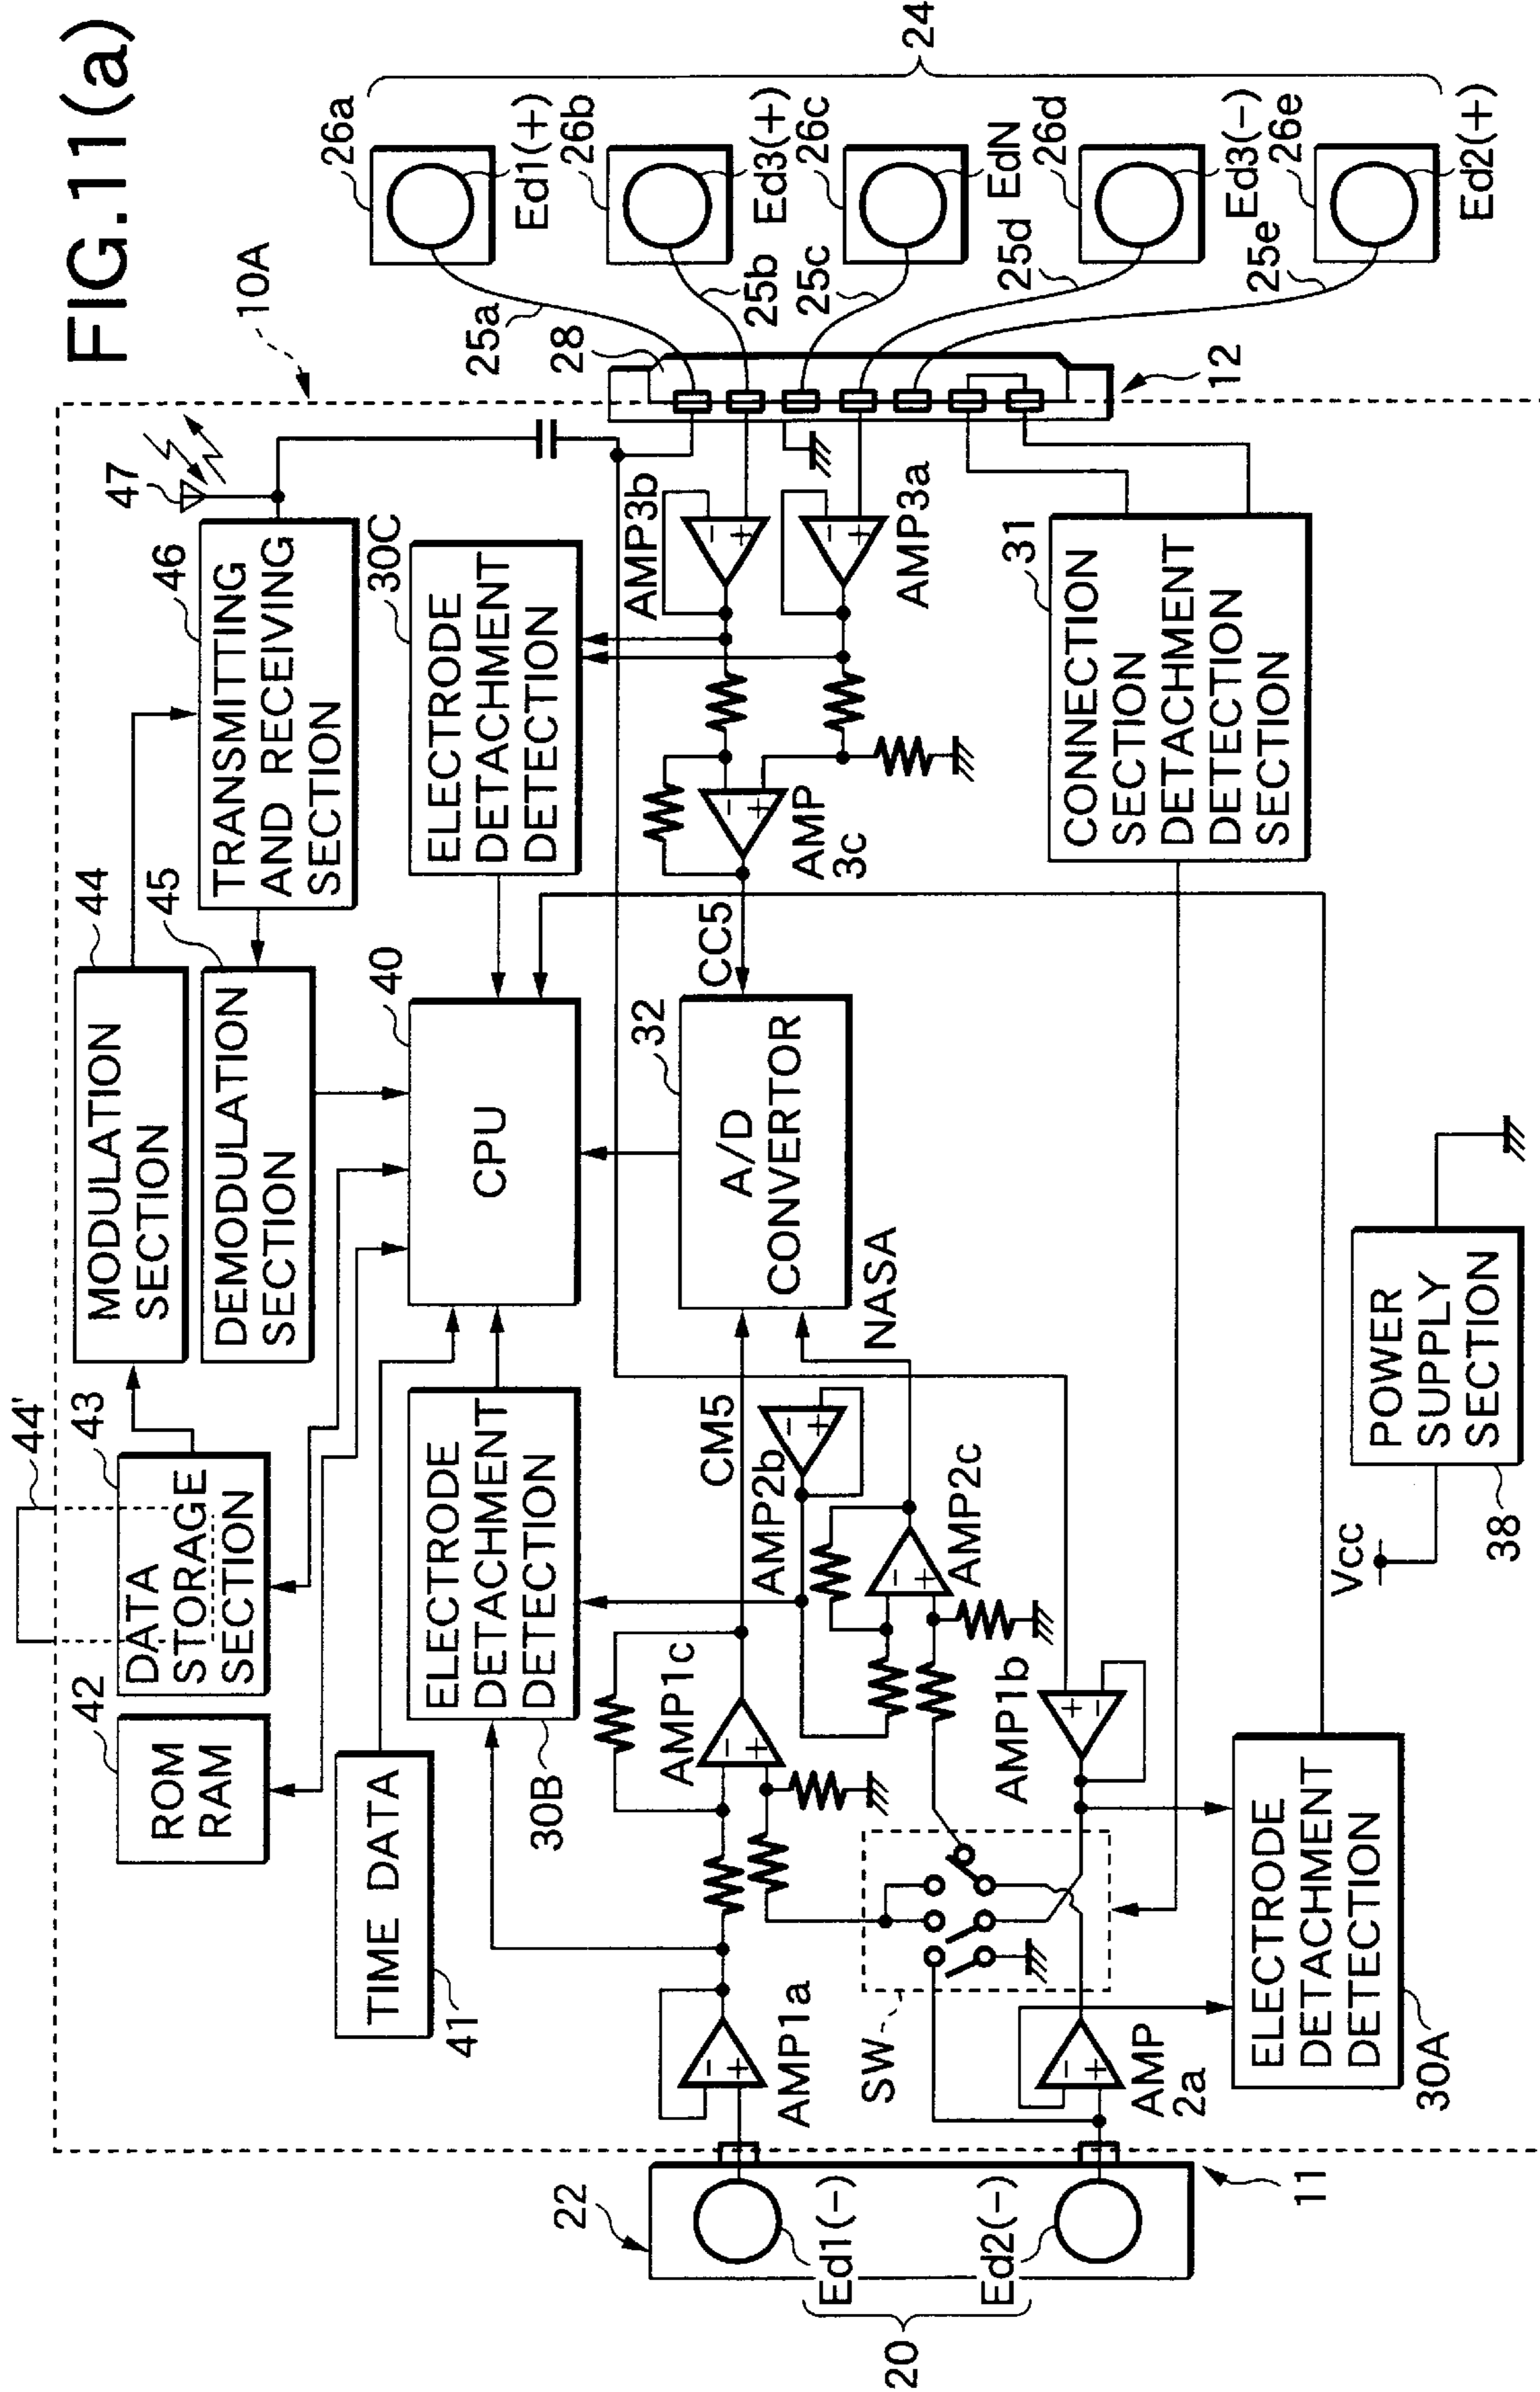 FIG.11(a)
10A
47
46
TRANSMITTING
AND RECEIVING
SECTION
44
MODULATION
SECTION
45
DEMODULATION
SECTION
44'
43
DATA
STORAGE
SECTION
42
ROM
RAM
TIME DATA
41
40
CPU
30C
ELECTRODE
DETACHMENT
DETECTION
ELECTRODE
DETACHMENT
DETECTION
30B
32
A/D
CONVERTOR
CC5
CM5
NASA
AMP1a
AMP1c
AMP2b
AMP2c
AMP1b
AMP
2a
AMP3b
AMP3a
AMP
3c
SW
31
CONNECTION
SECTION
DETACHMENT
DETECTION
SECTION
ELECTRODE
DETACHMENT
DETECTION
30A
Vcc
POWER
SUPPLY
SECTION
38
22
Ed1(-)
Ed2(-)
20
11
12
28
25a
25b
25c
25d
25e
26a
Ed1(+)
26b
Ed3(+)
26c
EdN
26d
Ed3(-)
26e
Ed2(+)
24